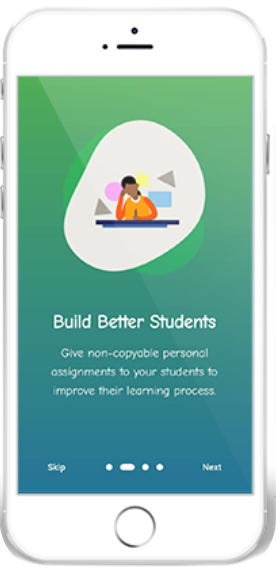 Build Better Students
Give non-copyable personal
assignments to your students to
improve their learning process.
Skip
Next